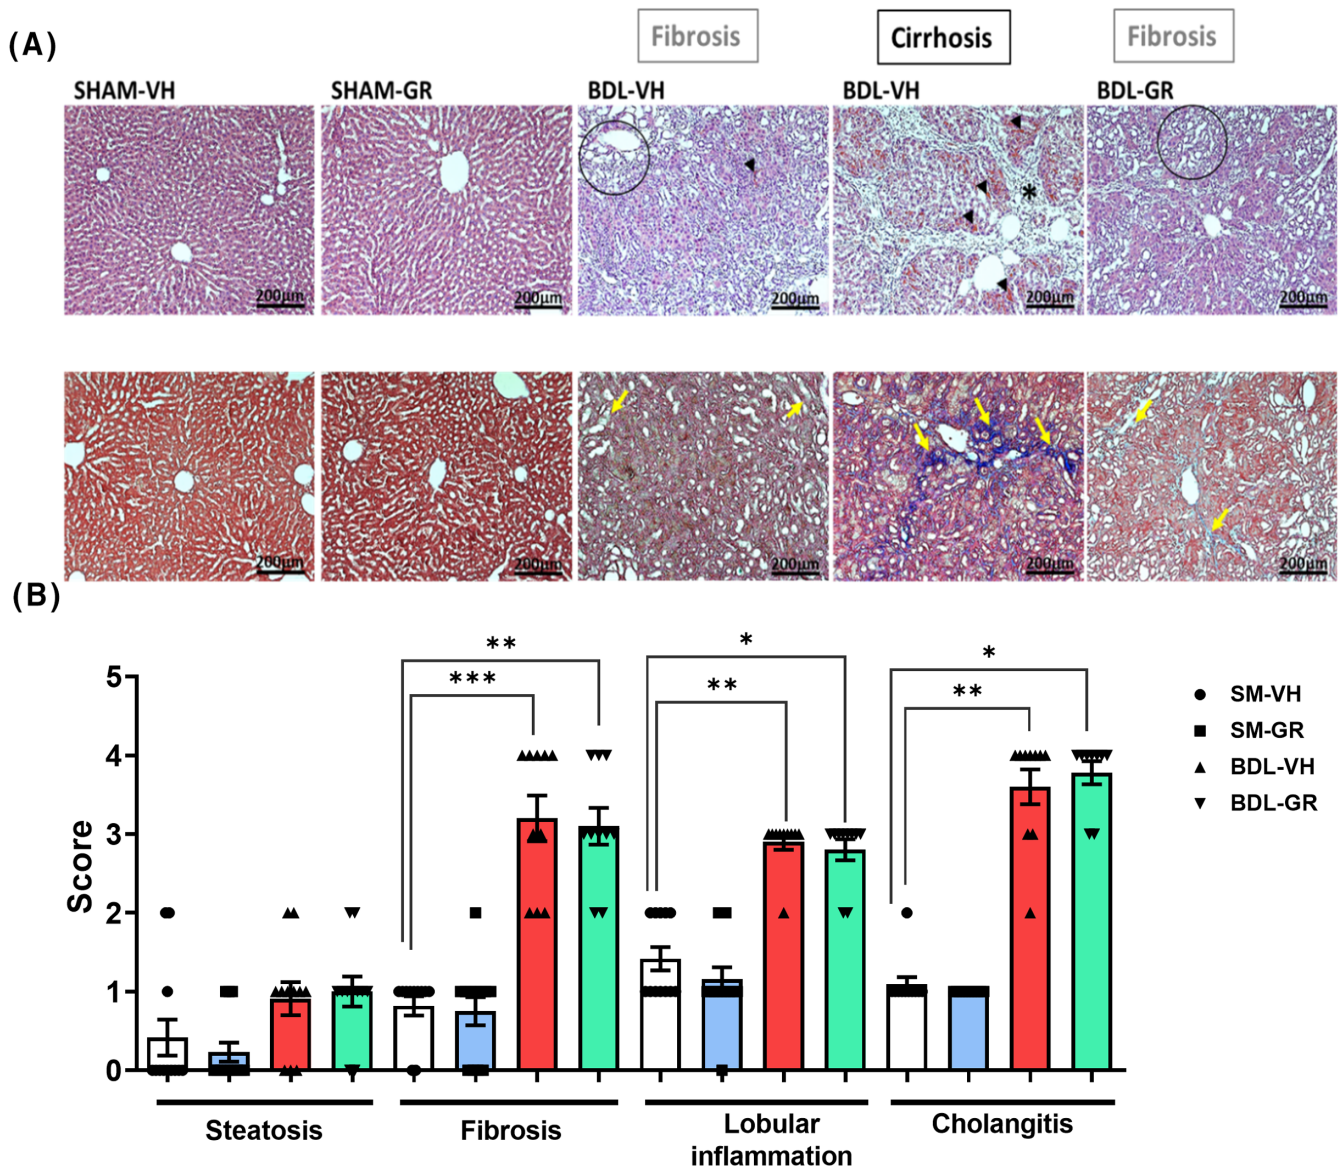 (A)
Fibrosis
Cirrhosis
Fibrosis
SHAM-VH
SHAM-GR
BDL-VH
BDL-VH
BDL-GR
*
200µm
200µm
200µm
200µm
200µm
200µm
200µm
200µm
200µm
200µm
(B)
** * *
*** ** **
5
4
3
2
1
0
Score
SM-VH
SM-GR
BDL-VH
BDL-GR
Steatosis
Fibrosis
Lobular
inflammation
Cholangitis